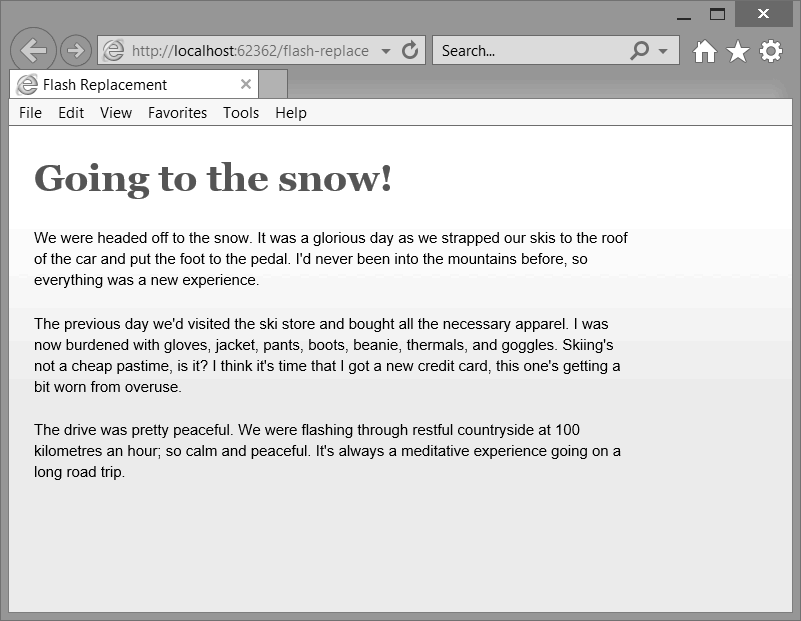 http://localhost:62362/flash-replace
Search...
Flash Replacement
File Edit View Favorites Tools Help
Going to the snow!
We were headed off to the snow. It was a glorious day as we strapped our skis to the roof
of the car and put the foot to the pedal. I'd never been into the mountains before, so
everything was a new experience.
The previous day we'd visited the ski store and bought all the necessary apparel. I was
now burdened with gloves, jacket, pants, boots, beanie, thermals, and goggles. Skiing's
not a cheap pastime, is it? I think it's time that I got a new credit card, this one's getting a
bit worn from overuse.
The drive was pretty peaceful. We were flashing through restful countryside at 100
kilometres an hour; so calm and peaceful. It's always a meditative experience going on a
long road trip.